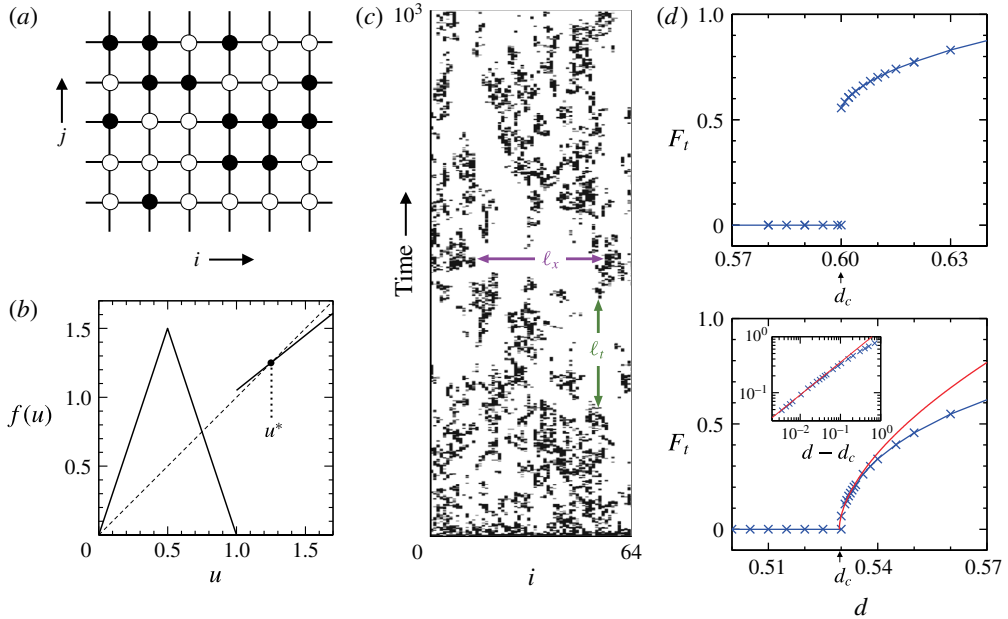 (a)
j
i
(b)
1.5
1.0
0.5
f(u)
u*
0 0.5 1.0 1.5
u
(c)
10³
Time
ℓx
ℓt
0 64
i
(d)
1.0
0.5
0
Ft
0.57 0.60 0.63
dc
1.0
0.5
0
Ft
10⁰
10⁻¹
10⁻² 10⁻¹ 10⁰
d – dc
0.51 0.54 0.57
dc
d